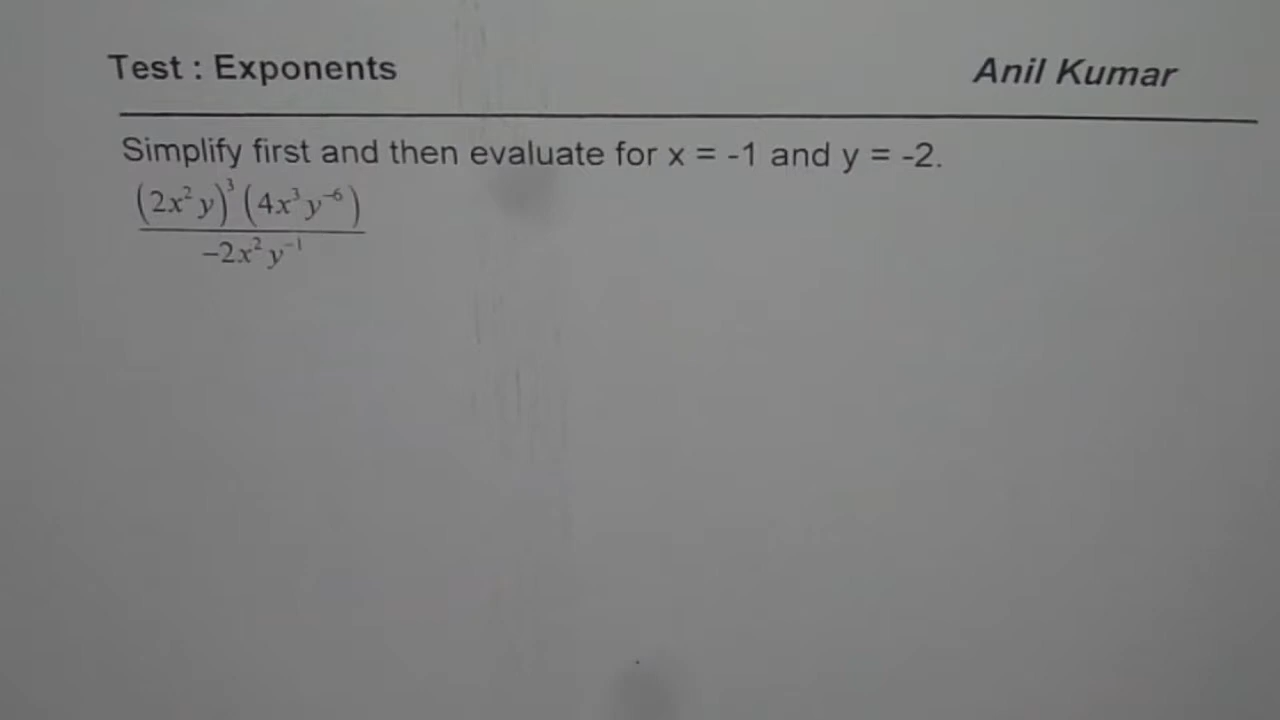 Test : Exponents
Anil Kumar
Simplify first and then evaluate for x = -1 and y = -2.
(2x²y)³ (4x³y⁻⁶)
-2x²y⁻¹